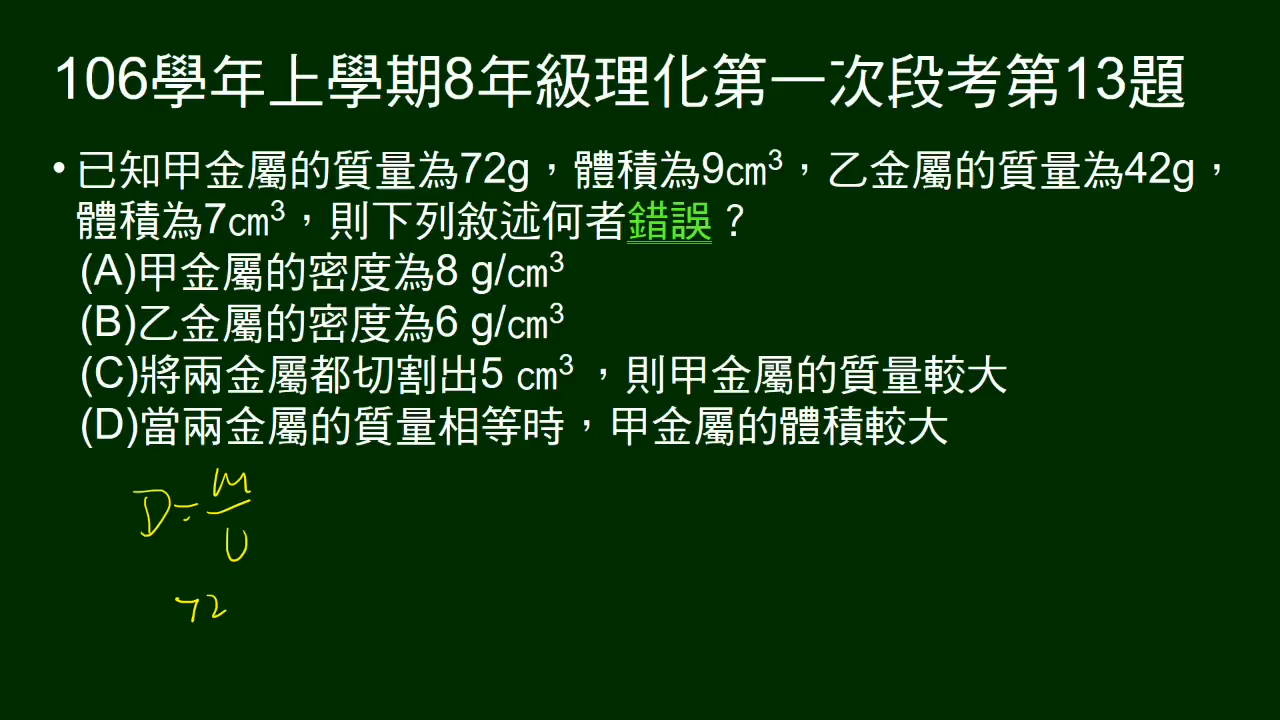 106學年上學期8年級理化第一次段考第13題
•已知甲金屬的質量為72g，體積為9㎝³，乙金屬的質量為42g，
體積為7㎝³，則下列敘述何者錯誤？
(A)甲金屬的密度為8 g/㎝³
(B)乙金屬的密度為6 g/㎝³
(C)將兩金屬都切割出5 ㎝³ ，則甲金屬的質量較大
(D)當兩金屬的質量相等時，甲金屬的體積較大
D=M/U
72